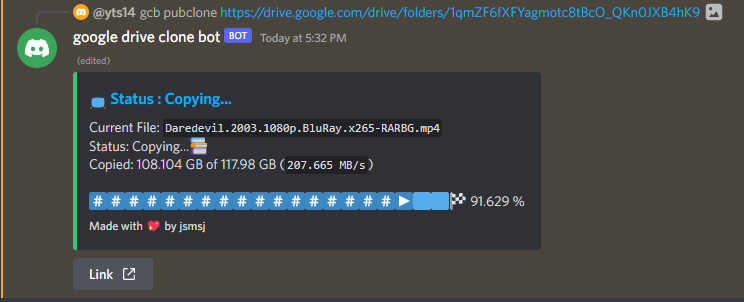 @yts14 gcb pubclone https://drive.google.com/drive/folders/1qmZF6fXFYagmotc8tBcO_QKn0JXB4hK9
google drive clone bot BOT Today at 5:32 PM
(edited)
Status : Copying...
Current File: Daredevil.2003.1080p.BluRay.x265-RARBG.mp4
Status: Copying...
Copied: 108.104 GB of 117.98 GB (207.665 MB/s)
# # # # # # # # # # # # # # # # # 91.629 %
Made with 💖 by jsmsj
Link